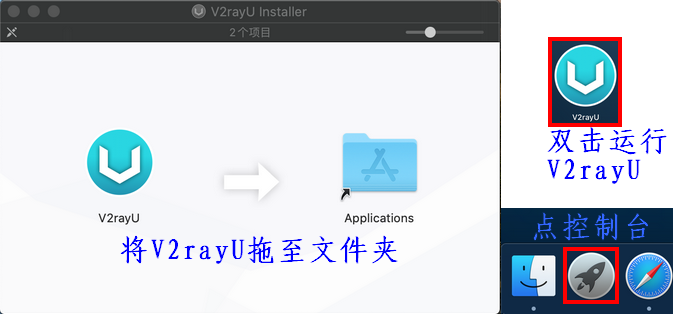 V2rayU Installer
2个项目
V2rayU
Applications
将V2rayU拖至文件夹
V2rayU
双击运行
V2rayU
点控制台